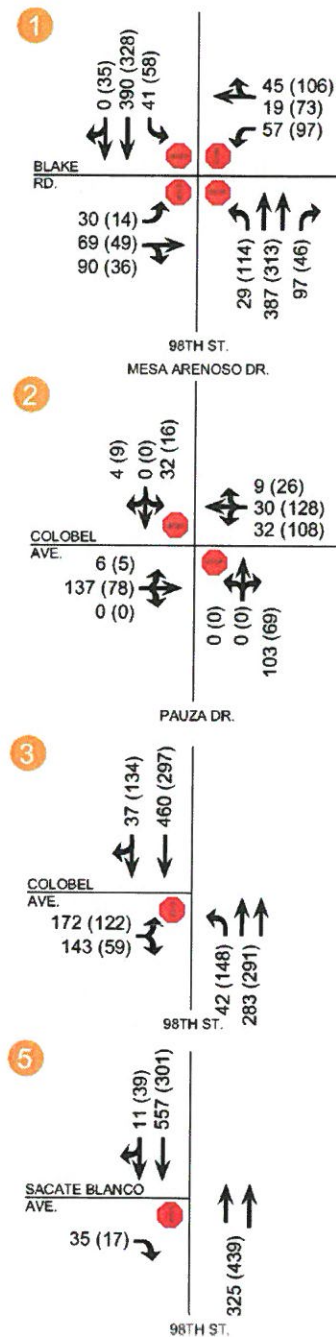 1
0 (35)
390 (328)
41 (58)
45 (106)
19 (73)
57 (97)
BLAKE
RD.
30 (14)
69 (49)
90 (36)
29 (114)
387 (313)
97 (46)
98TH ST.
MESA ARENOSO DR.
2
4 (9)
0 (0)
32 (16)
9 (26)
30 (128)
32 (108)
COLOBEL
AVE.
6 (5)
137 (78)
0 (0)
0 (0)
0 (0)
103 (69)
PAUZA DR.
3
37 (134)
460 (297)
COLOBEL
AVE.
172 (122)
143 (59)
42 (148)
283 (291)
98TH ST.
5
11 (39)
557 (301)
SACATE BLANCO
AVE.
35 (17)
325 (439)
98TH ST.